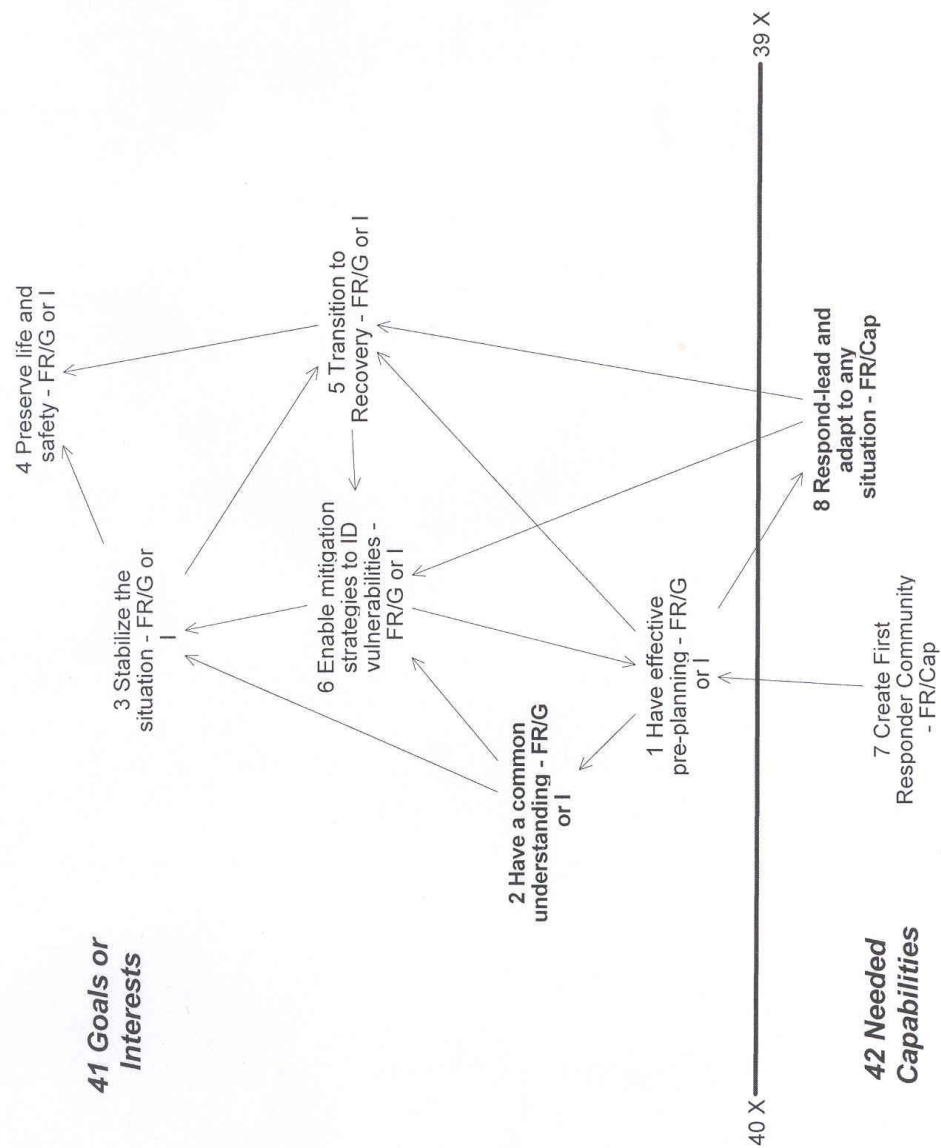 4 Preserve life and
safety - FR/G or I
3 Stabilize the
situation - FR/G or
I
41 Goals or
Interests
5 Transition to
Recovery - FR/G or I
6 Enable mitigation
strategies to ID
vulnerabilities -
FR/G or I
2 Have a common
understanding - FR/G
or I
1 Have effective
pre-planning - FR/G
or I
40 X
39 X
8 Respond-lead and
adapt to any
situation - FR/Cap
7 Create First
Responder Community
- FR/Cap
42 Needed
Capabilities